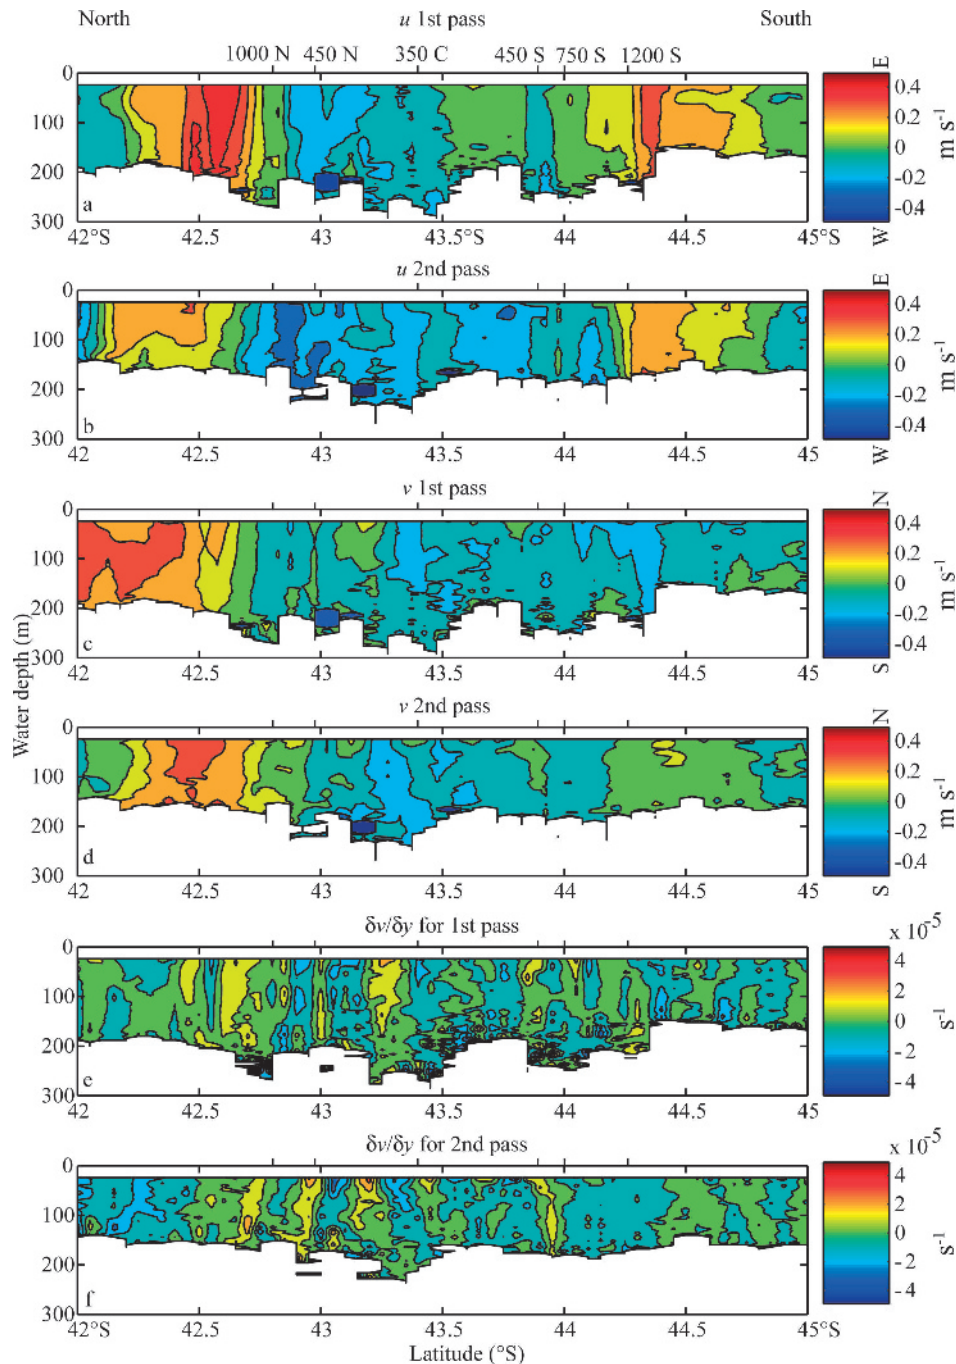 North u 1st pass South
1000 N 450 N 350 C 450 S 750 S 1200 S
E
0
100
200
300
a
42°S 42.5 43 43.5°S 44 44.5 45°S
0.4
0.2
0
-0.2
-0.4
m s-1
W
u 2nd pass
E
0
100
200
300
b
42 42.5 43 43.5 44 44.5 45
0.4
0.2
0
-0.2
-0.4
m s-1
W
v 1st pass
N
0
100
200
300
c
42 42.5 43 43.5 44 44.5 45
0.4
0.2
0
-0.2
-0.4
m s-1
S
Water depth (m)
v 2nd pass
N
0
100
200
300
d
42 42.5 43 43.5 44 44.5 45
0.4
0.2
0
-0.2
-0.4
m s-1
S
δv/δy for 1st pass
x 10-5
0
100
200
300
e
42 42.5 43 43.5 44 44.5 45
4
2
0
-2
-4
s-1
δv/δy for 2nd pass
x 10-5
0
100
200
300
f
42°S 42.5 43 43.5 44 44.5 45°S
4
2
0
-2
-4
s-1
Latitude (°S)